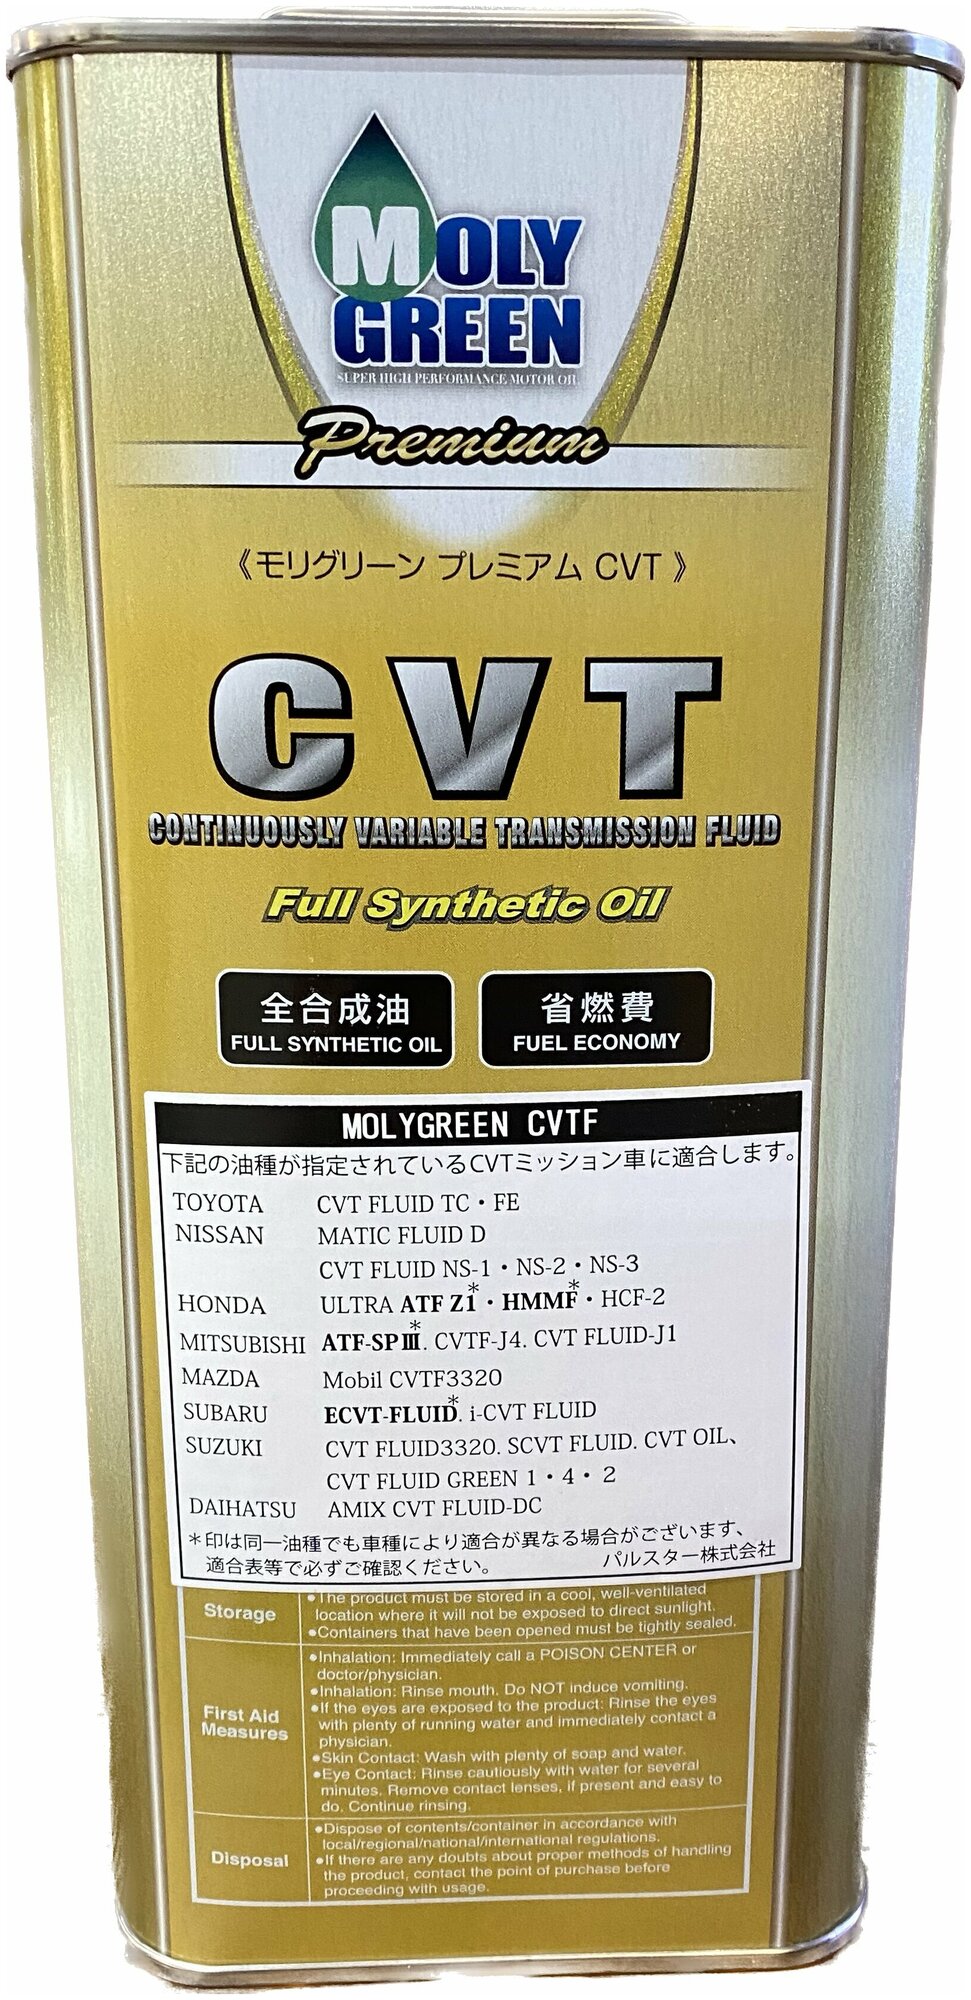 MOLY
GREEN
SUPER HIGH PERFORMANCE MOTOR OIL
Premium
《モリグリーン プレミアム CVT 》
CVT
CONTINUOUSLY VARIABLE TRANSMISSION FLUID
Full Synthetic Oil
全合成油
FULL SYNTHETIC OIL
省燃費
FUEL ECONOMY
MOLYGREEN CVTF
下記の油種が指定されているCVTミッション車に適合します。
TOYOTA CVT FLUID TC・FE
NISSAN MATIC FLUID D
CVT FLUID NS-1・NS-2・NS-3
HONDA ULTRA ATF Z1*・HMMF*・HCF-2
MITSUBISHI ATF-SPⅢ*. CVTF-J4. CVT FLUID-J1
MAZDA Mobil CVTF3320
SUBARU ECVT-FLUID*. i-CVT FLUID
SUZUKI CVT FLUID3320. SCVT FLUID. CVT OIL、
CVT FLUID GREEN 1・4・2
DAIHATSU AMIX CVT FLUID-DC
*印は同一油種でも車種により適合が異なる場合がございます、
適合表等で必ずご確認ください。 パルスター株式会社
Storage
●The product must be stored in a cool, well-ventilated
location where it will not be exposed to direct sunlight.
●Containers that have been opened must be tightly sealed.
First Aid
Measures
●Inhalation: Immediately call a POISON CENTER or
doctor/physician.
●Inhalation: Rinse mouth. Do NOT induce vomiting.
●If the eyes are exposed to the product: Rinse the eyes
with plenty of running water and immediately contact a
physician.
●Skin Contact: Wash with plenty of soap and water.
●Eye Contact: Rinse cautiously with water for several
minutes. Remove contact lenses, if present and easy to
do. Continue rinsing.
Disposal
●Dispose of contents/container in accordance with
local/regional/national/international regulations.
●If there are any doubts about proper methods of handling
the product, contact the point of purchase before
proceeding with usage.